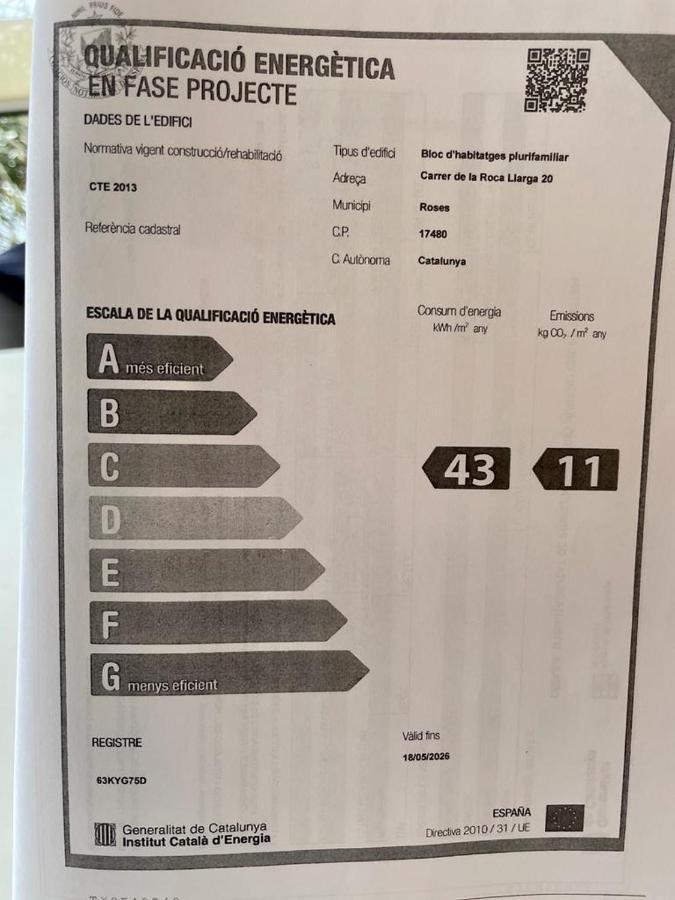 QUALIFICACIÓ ENERGÈTICA
EN FASE PROJECTE
DADES DE L'EDIFICI
Normativa vigent construcció/rehabilitació
CTE 2013
Referència cadastral
Tipus d'edifici Bloc d'habitatges plurifamiliar
Adreça Carrer de la Roca Llarga 20
Municipi Roses
C.P. 17480
C. Autònoma Catalunya
ESCALA DE LA QUALIFICACIÓ ENERGÈTICA
Consum d'energia
kWh /m² any
Emissions
kg CO₂ / m² any
A més eficient
B
C 43 11
D
E
F
G menys eficient
REGISTRE
63KYG75D
Vàlid fins
18/05/2026
Generalitat de Catalunya
Institut Català d'Energia
ESPAÑA
Directiva 2010 / 31 / UE